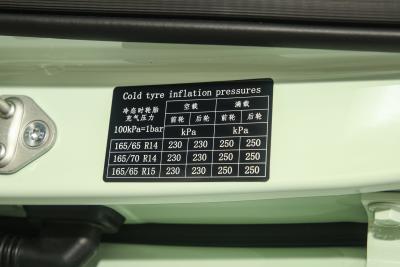 Cold tyre inflation pressures
冷态时轮胎充气压力 空载 满载
前轮 后轮 前轮 后轮
100kPa=1bar kPa kPa
165/65 R14 230 230 250 250
165/70 R14 230 230 250 250
165/65 R15 230 230 250 250